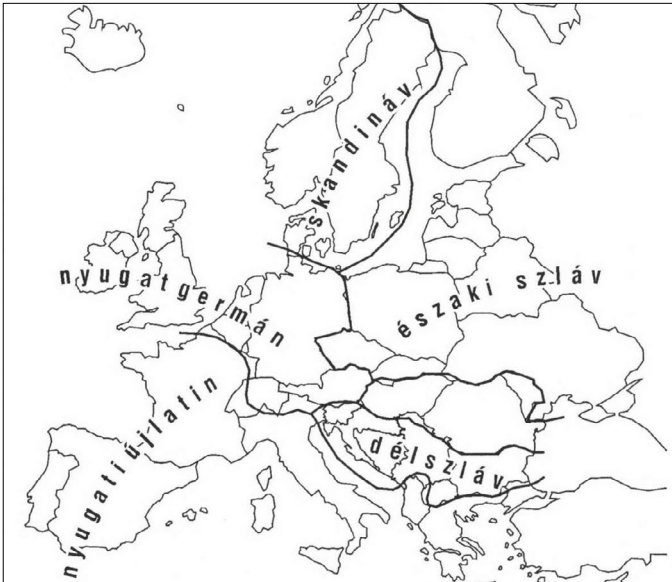 skandináv
nyugatgermán
északi szláv
nyugatiújlatin
délszláv